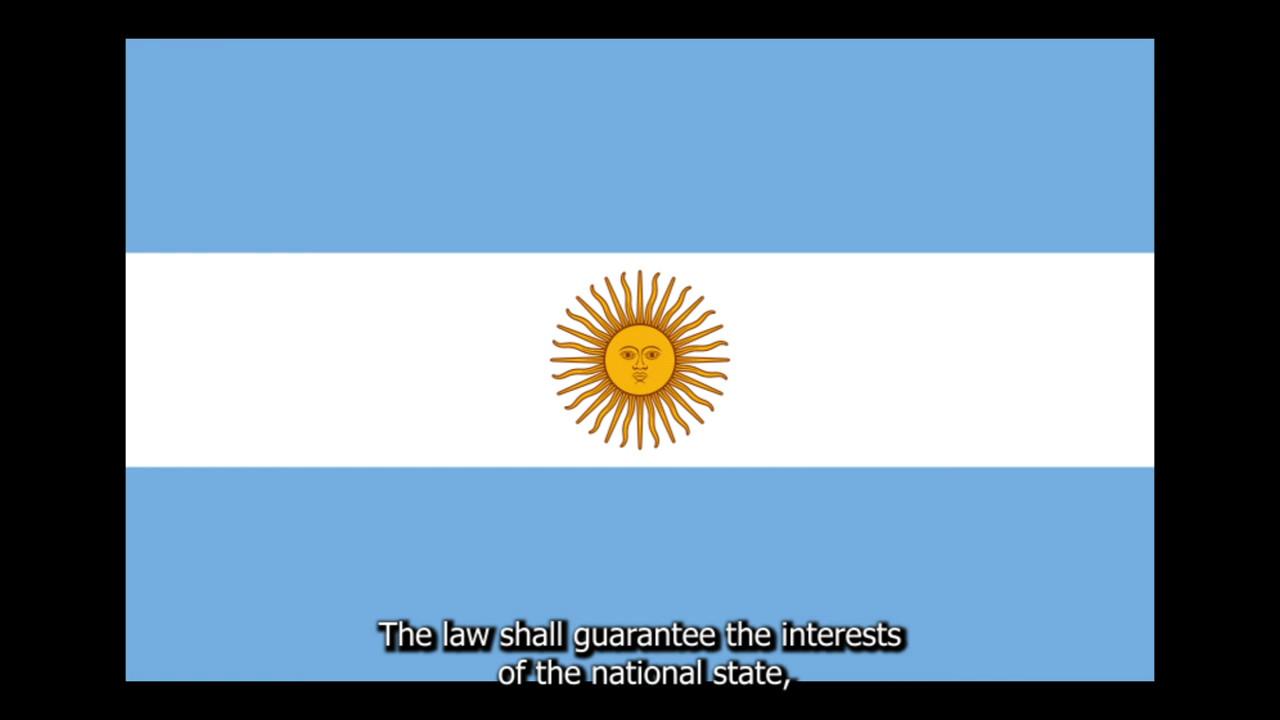 The law shall guarantee the interests
of the national state,